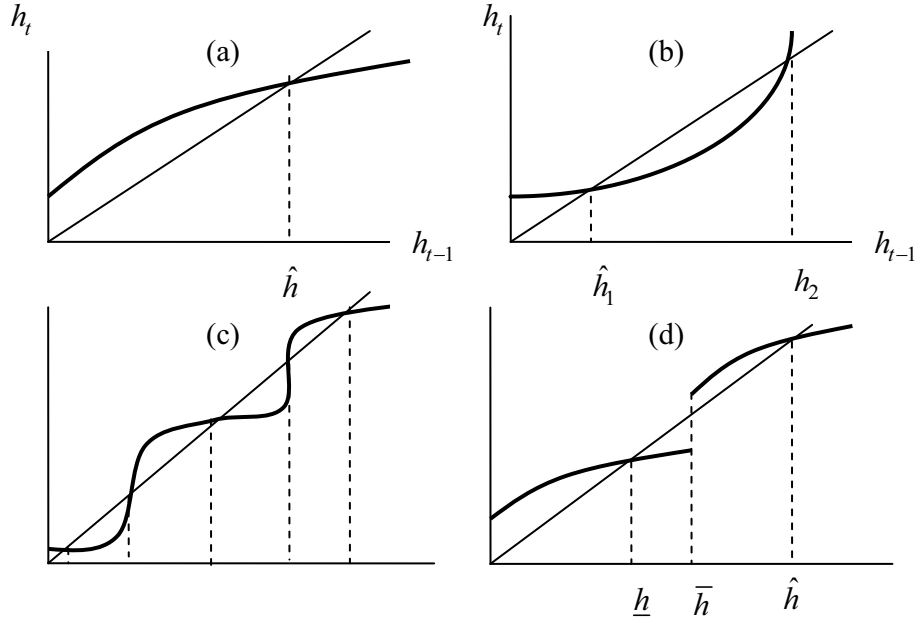 h_t
(a)
h_{t-1}
ĥ
h_t
(b)
h_{t-1}
ĥ_1
h_2
(c)
(d)
h̲
h̄
ĥ